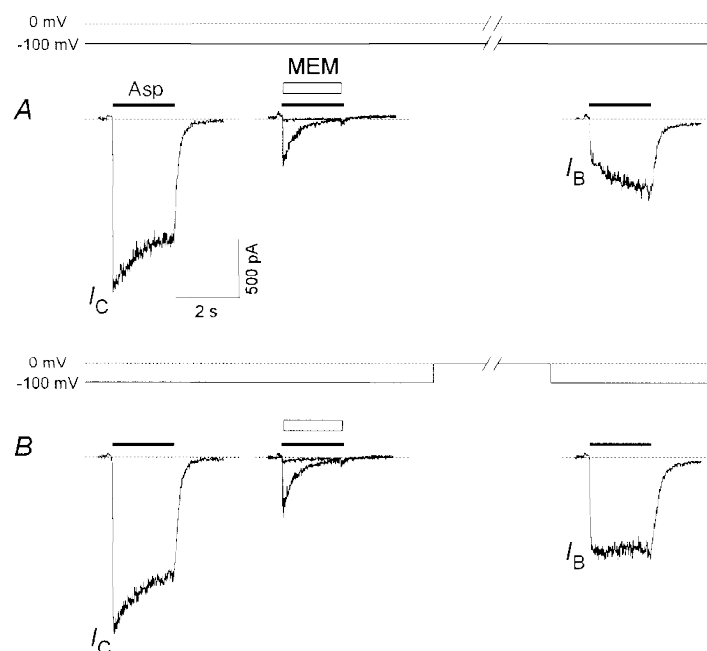 0 mV
-100 mV
MEM
Asp
A
I_B
500 pA
I_C
2 s
0 mV
-100 mV
B
I_B
I_C